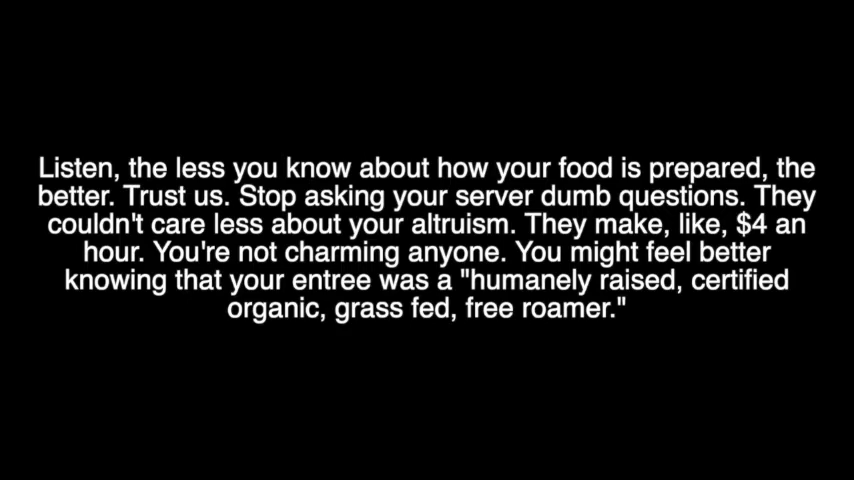 Listen, the less you know about how your food is prepared, the
better. Trust us. Stop asking your server dumb questions. They
couldn't care less about your altruism. They make, like, $4 an
hour. You're not charming anyone. You might feel better
knowing that your entree was a "humanely raised, certified
organic, grass fed, free roamer."